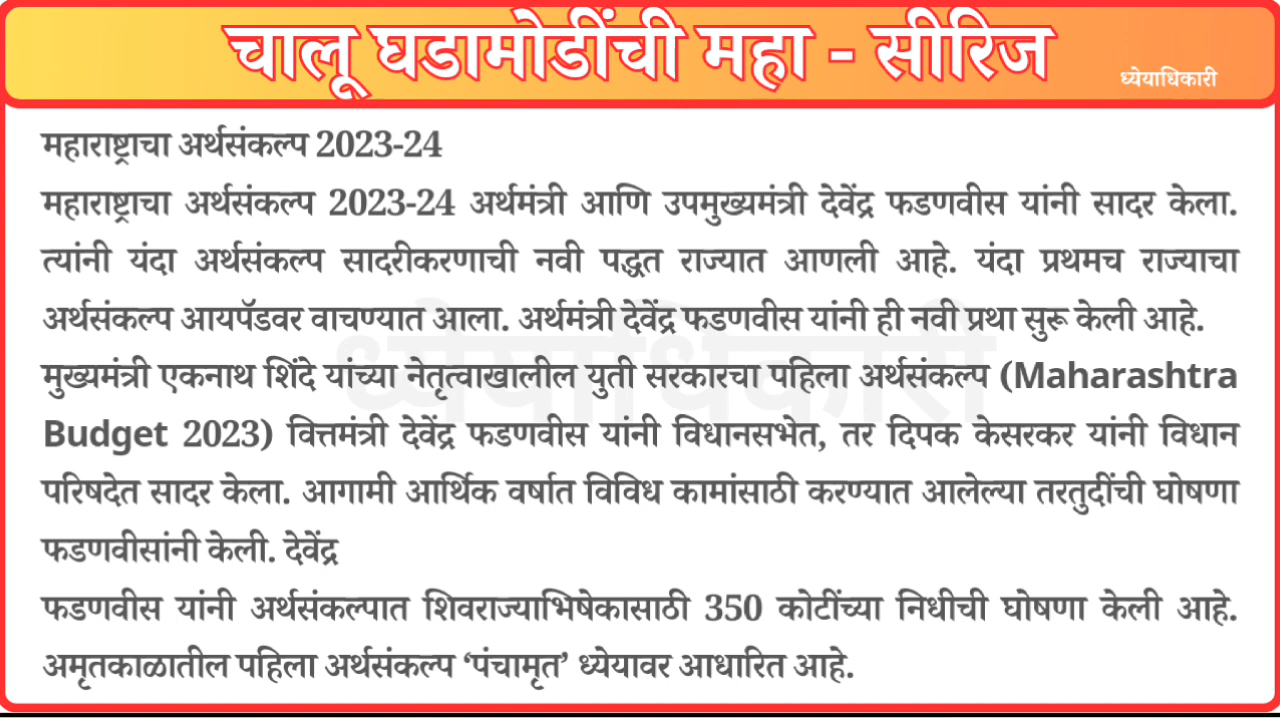 चालू घडामोडींची महा - सीरिज
ध्येयाधिकारी
महाराष्ट्राचा अर्थसंकल्प 2023-24
महाराष्ट्राचा अर्थसंकल्प 2023-24 अर्थमंत्री आणि उपमुख्यमंत्री देवेंद्र फडणवीस यांनी सादर केला.
त्यांनी यंदा अर्थसंकल्प सादरीकरणाची नवी पद्धत राज्यात आणली आहे. यंदा प्रथमच राज्याचा
अर्थसंकल्प आयपॅडवर वाचण्यात आला. अर्थमंत्री देवेंद्र फडणवीस यांनी ही नवी प्रथा सुरू केली आहे.
मुख्यमंत्री एकनाथ शिंदे यांच्या नेतृत्वाखालील युती सरकारचा पहिला अर्थसंकल्प (Maharashtra
Budget 2023) वित्तमंत्री देवेंद्र फडणवीस यांनी विधानसभेत, तर दिपक केसरकर यांनी विधान
परिषदेत सादर केला. आगामी आर्थिक वर्षात विविध कामांसाठी करण्यात आलेल्या तरतुदींची घोषणा
फडणवीसांनी केली. देवेंद्र
फडणवीस यांनी अर्थसंकल्पात शिवराज्याभिषेकासाठी 350 कोटींच्या निधीची घोषणा केली आहे.
अमृतकाळातील पहिला अर्थसंकल्प ‘पंचामृत’ ध्येयावर आधारित आहे.
ध्येयाधिकारी